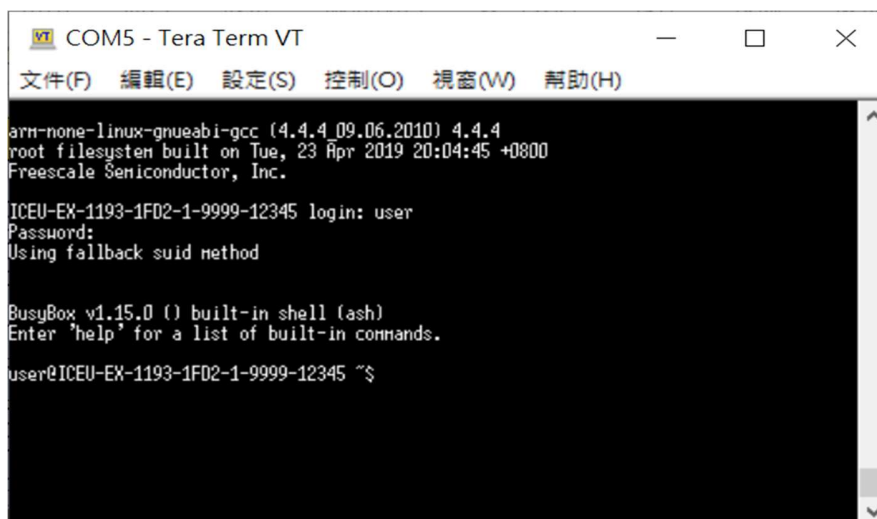 COM5 - Tera Term VT
文件(F) 編輯(E) 設定(S) 控制(O) 視窗(W) 幫助(H)
arm-none-linux-gnueabi-gcc (4.4.4_09.06.2010) 4.4.4
root filesystem built on Tue, 23 Apr 2019 20:04:45 +0800
Freescale Semiconductor, Inc.
ICEU-EX-1193-1FD2-1-9999-12345 login: user
Password:
Using fallback suid method
BusyBox v1.15.0 () built-in shell (ash)
Enter 'help' for a list of built-in commands.
user@ICEU-EX-1193-1FD2-1-9999-12345 ~$